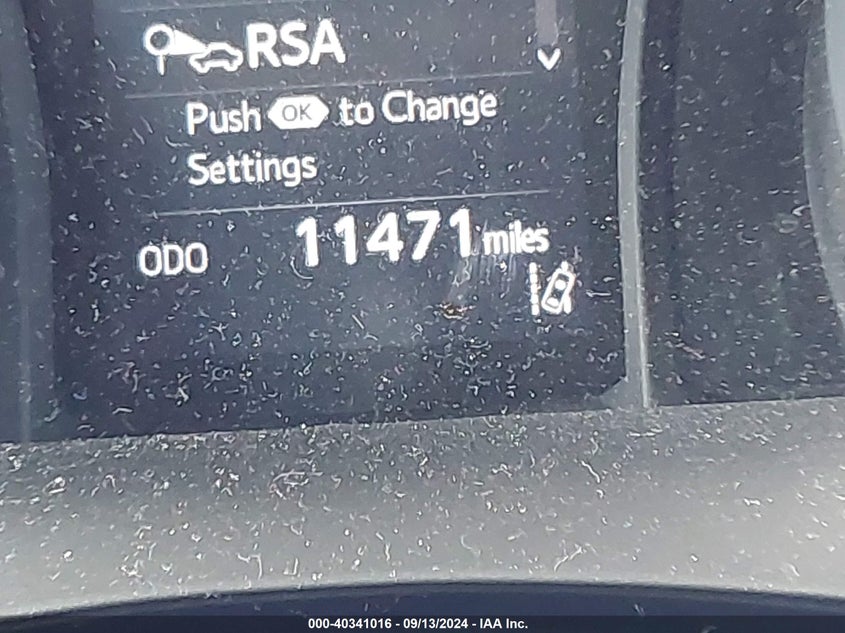 RSA
Push OK to Change
Settings
ODO 11471 miles
000-40341016 - 09/13/2024 - IAA Inc.